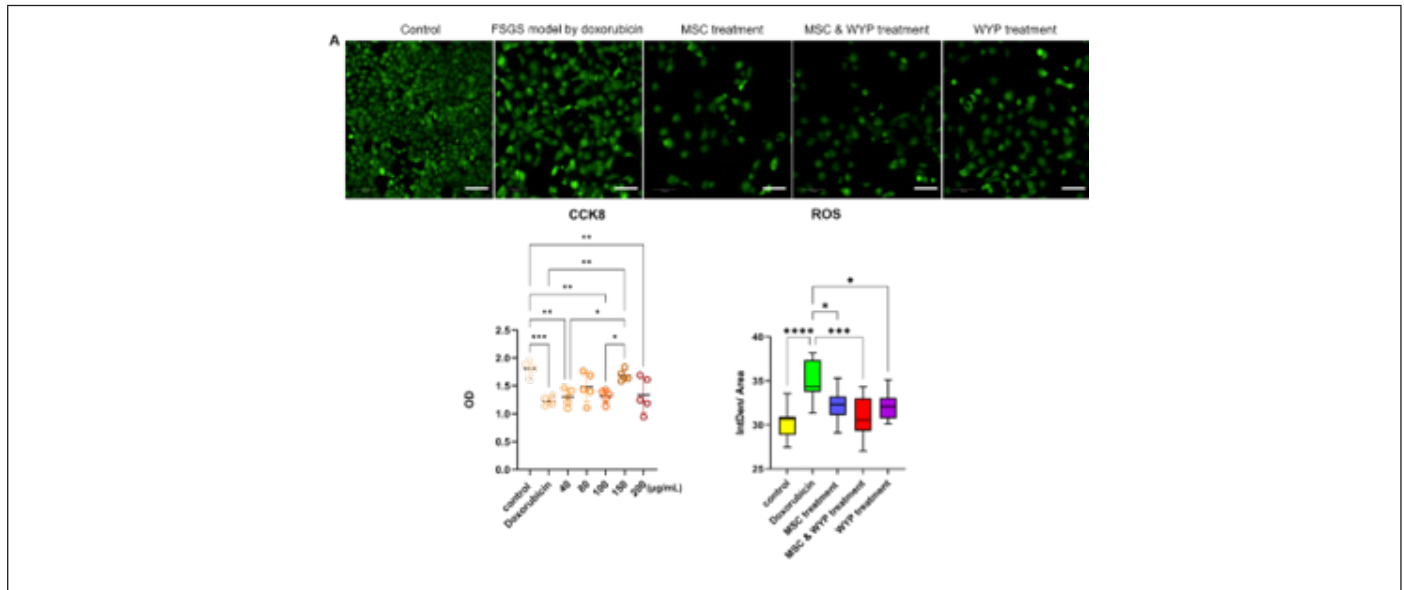 Control FSGS model by doxorubicin MSC treatment MSC & WYP treatment WYP treatment
A
CCK8
**
**
**
**
*
***
*
OD
2.5
2.0
1.5
1.0
0.5
0.0
control
Doxorubicin
40
80
100
150
200
(μg/mL)
ROS
*
*
****
***
IntDen/ Area
40
35
30
25
control
Doxorubicin
MSC treatment
MSC & WYP treatment
WYP treatment